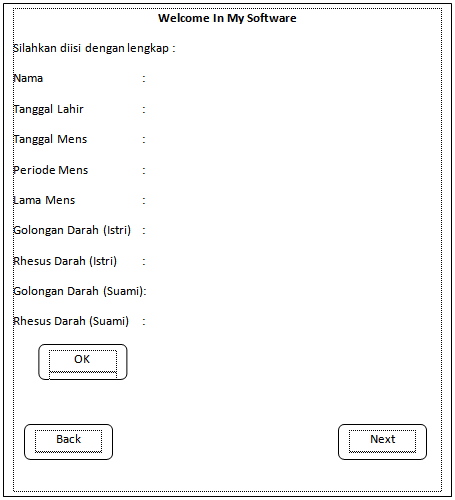 Welcome In My Software
Silahkan diisi dengan lengkap :
Nama :
Tanggal Lahir :
Tanggal Mens :
Periode Mens :
Lama Mens :
Golongan Darah (Istri) :
Rhesus Darah (Istri) :
Golongan Darah (Suami):
Rhesus Darah (Suami) :
OK
Back Next